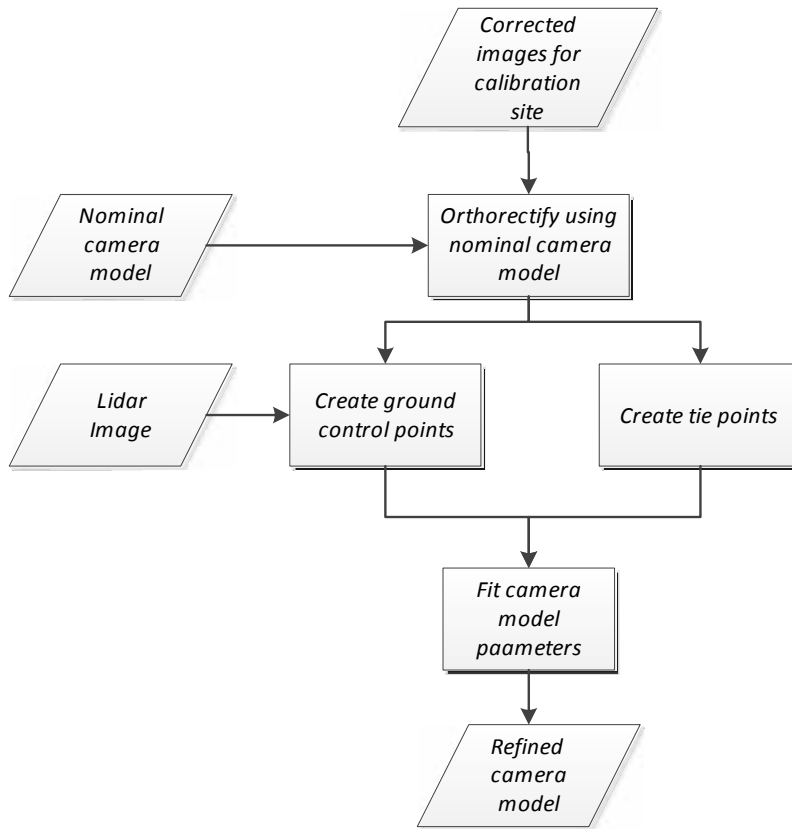 Corrected
images for
calibration
site
Nominal
camera
model
Orthorectify using
nominal camera
model
Lidar
Image
Create ground
control points
Create tie points
Fit camera
model
paameters
Refined
camera
model